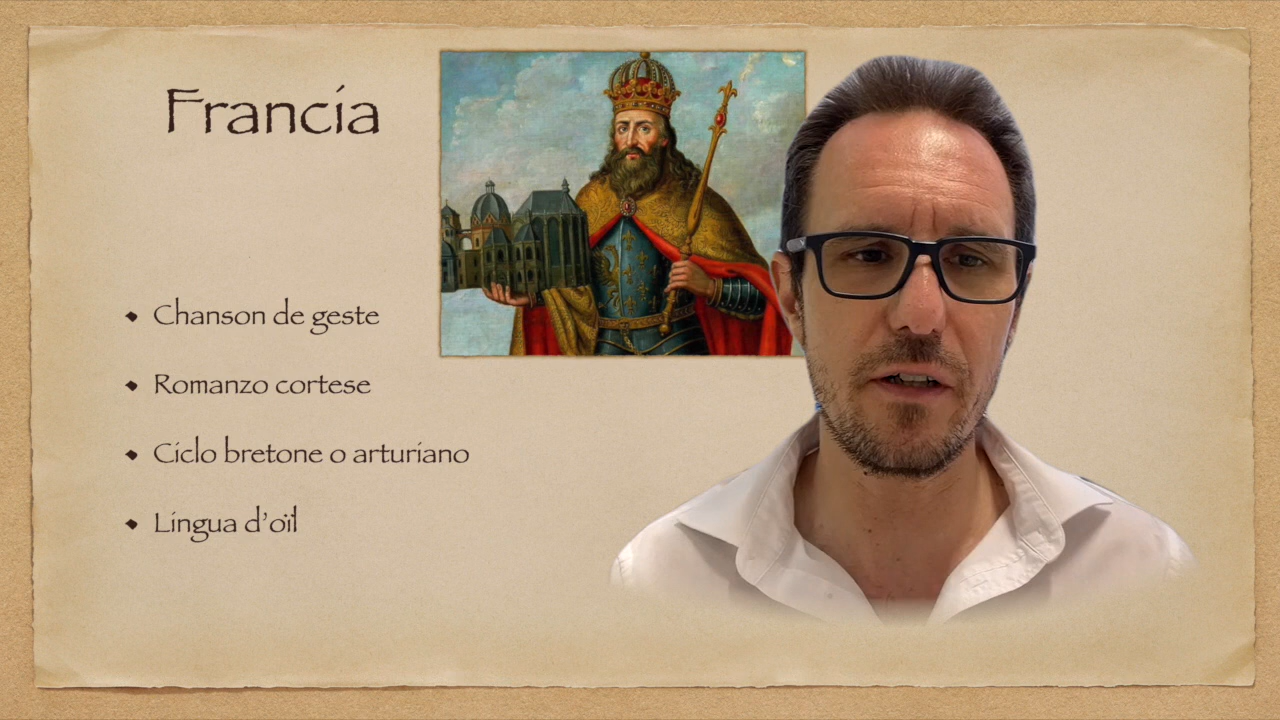 Francia
• Chanson de geste
• Romanzo cortese
• Ciclo bretone o arturiano
• Lingua d'oïl